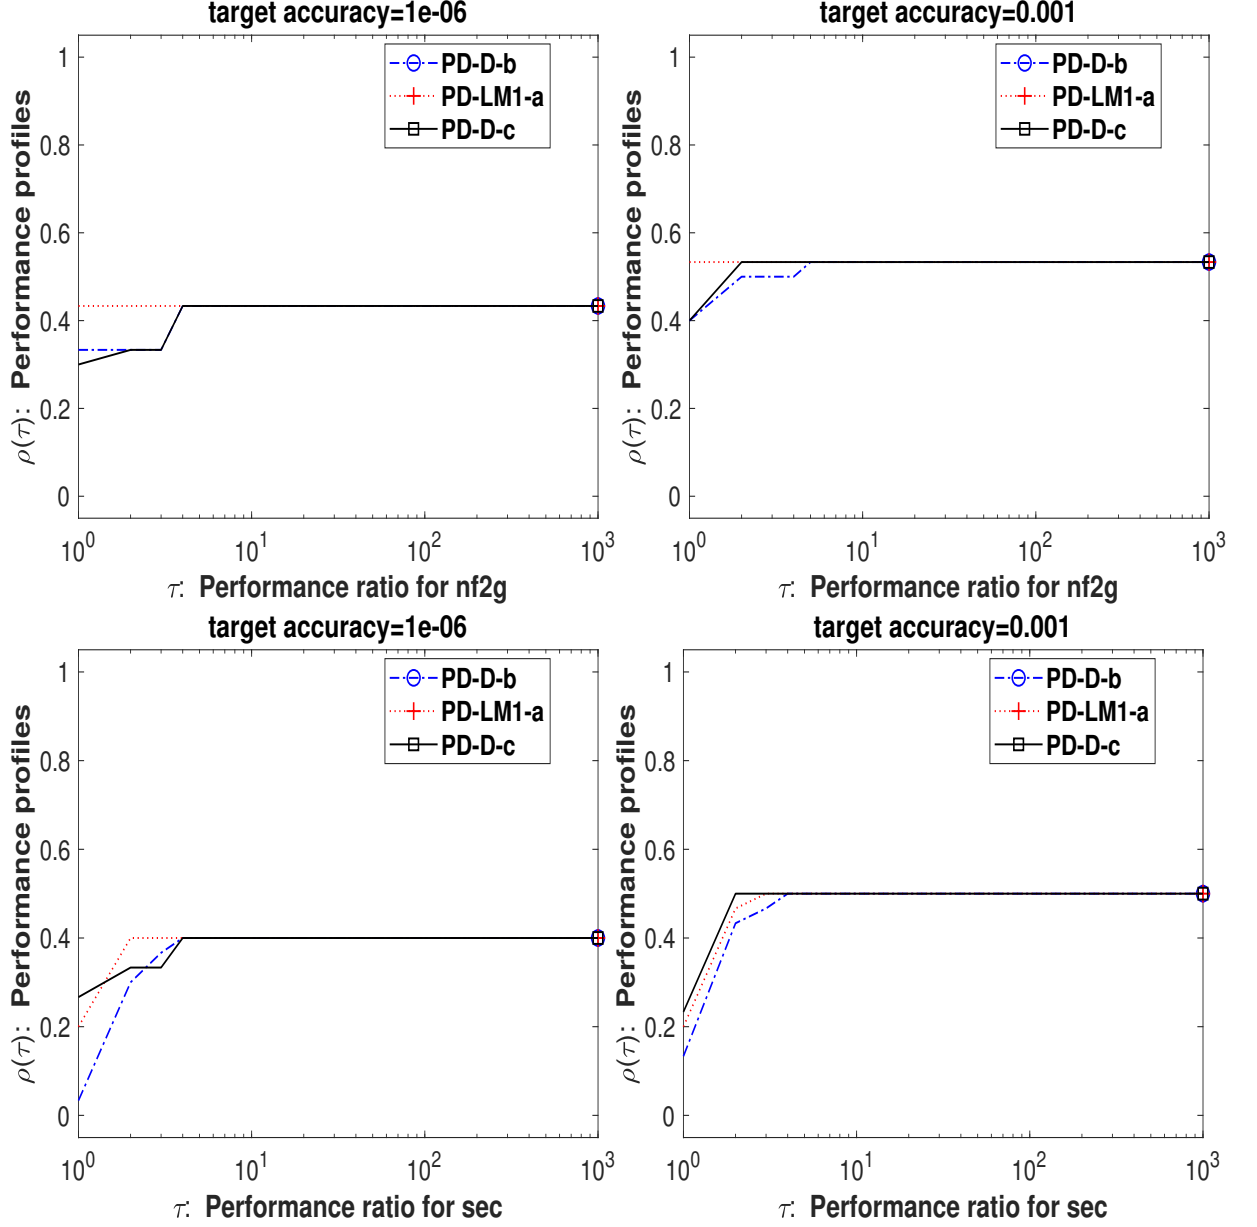 target accuracy=1e-06
1
0.8
0.6
0.4
0.2
0
ρ(τ): Performance profiles
PD-D-b
PD-LM1-a
PD-D-c
10^0 10^1 10^2 10^3
τ: Performance ratio for nf2g
target accuracy=0.001
1
0.8
0.6
0.4
0.2
0
ρ(τ): Performance profiles
PD-D-b
PD-LM1-a
PD-D-c
10^0 10^1 10^2 10^3
τ: Performance ratio for nf2g
target accuracy=1e-06
1
0.8
0.6
0.4
0.2
0
ρ(τ): Performance profiles
PD-D-b
PD-LM1-a
PD-D-c
10^0 10^1 10^2 10^3
τ: Performance ratio for sec
target accuracy=0.001
1
0.8
0.6
0.4
0.2
0
ρ(τ): Performance profiles
PD-D-b
PD-LM1-a
PD-D-c
10^0 10^1 10^2 10^3
τ: Performance ratio for sec